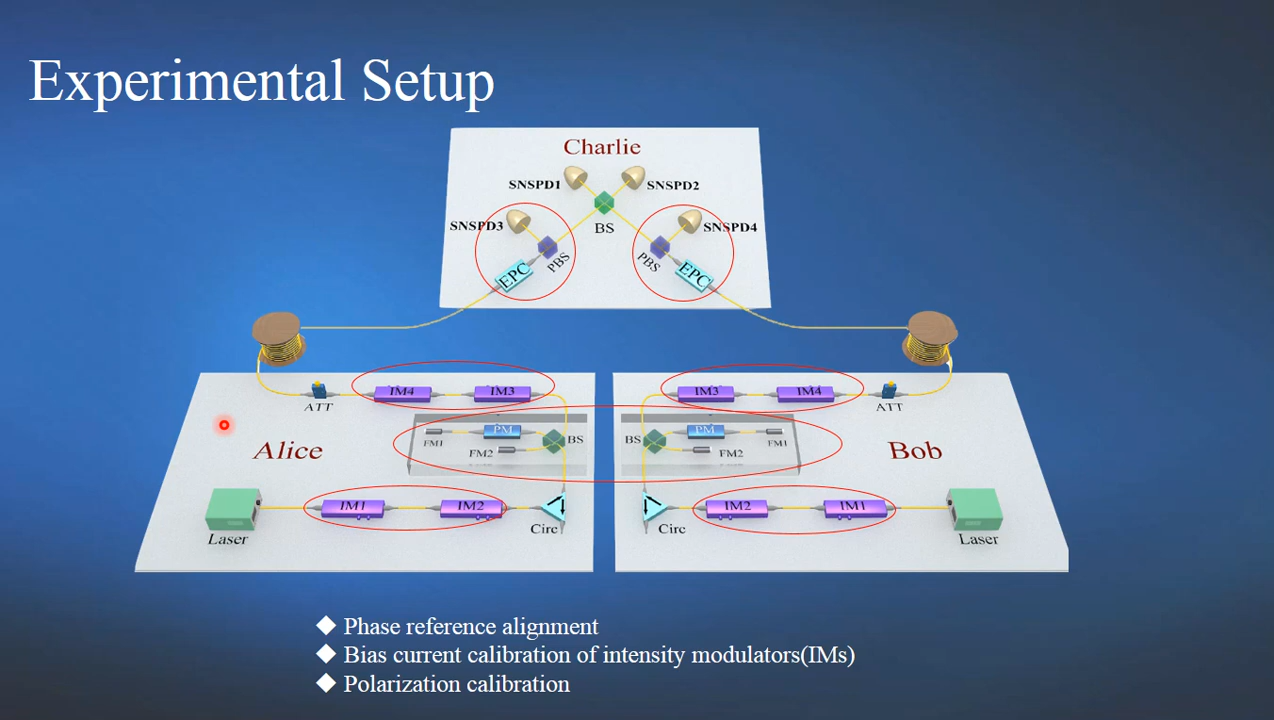 Experimental Setup
Charlie
SNSPD1
SNSPD2
SNSPD3
BS
SNSPD4
PBS
PBS
EPC
EPC
IM4
IM3
IM3
IM4
ATT
ATT
FM1
PM
BS
BS
PM
FM1
FM2
FM2
Alice
Bob
IM1
IM2
IM2
IM1
Circ
Circ
Laser
Laser
◆ Phase reference alignment
◆ Bias current calibration of intensity modulators(IMs)
◆ Polarization calibration